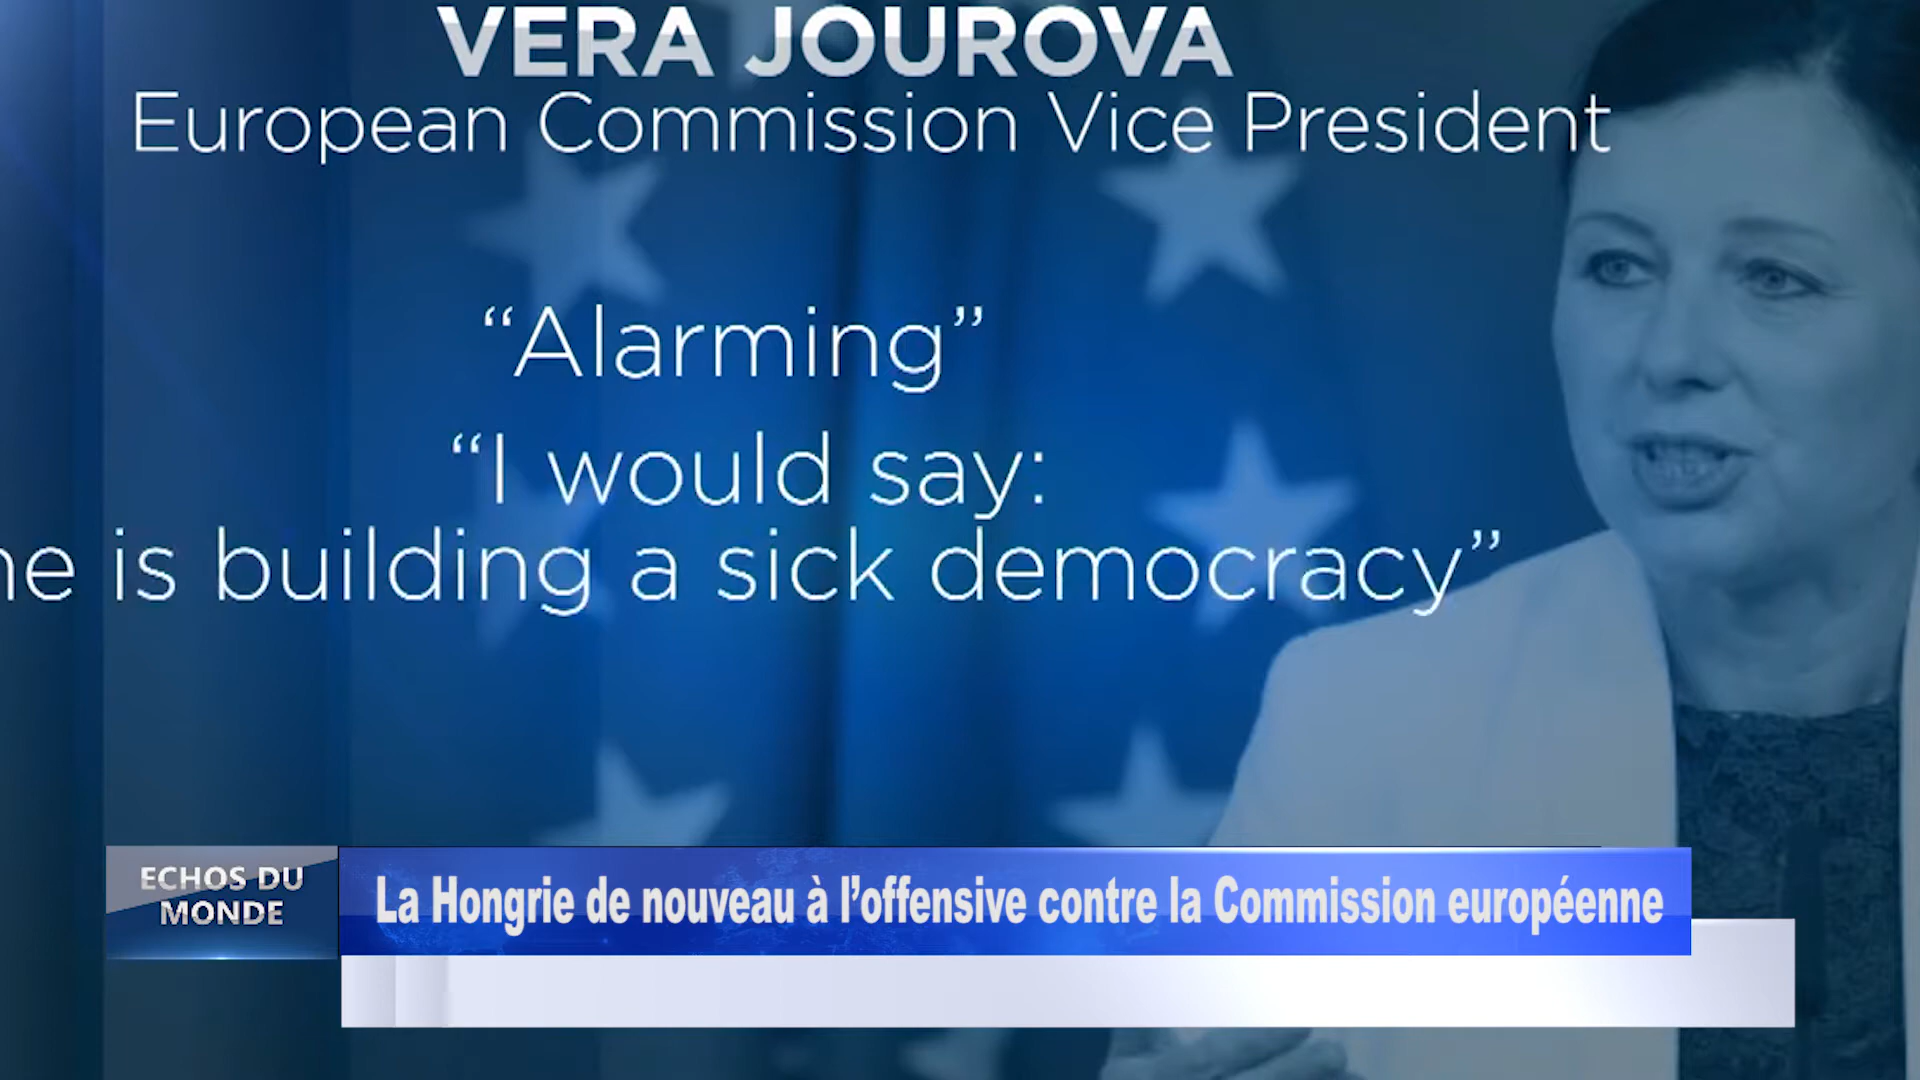 VERA JOUROVA
European Commission Vice President
“Alarming”
“I would say:
is building a sick democracy”
ECHOS DU
MONDE
La Hongrie de nouveau à l’offensive contre la Commission européenne